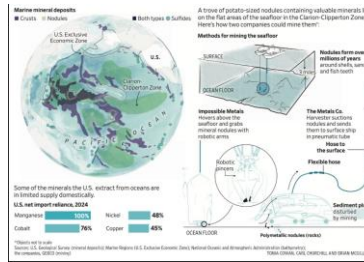 Marine mineral deposits
Crusts Nodules Both types Sulfides
U.S. Exclusive
Economic Zone
U.S.
Clarion-
Clipperton Zone
PACIFIC OCEAN
Some of the minerals the U.S. extract from oceans are
in limited supply domestically.
U.S. net import reliance, 2024
Manganese 100%
Nickel 48%
Cobalt 76%
Copper 45%
A trove of potato-sized nodules containing valuable minerals
on the flat areas of the seafloor in the Clarion-Clipperton Zone
Here's how two companies could mine them
Methods for mining the seafloor
SURFACE
OCEAN FLOOR
Nodules form over
millions of years
around shells,
and fish teeth
Impossible Metals
Hovers above the
seafloor and grabs
mineral nodules with
robotic arms
Robotic
pincers
OCEAN FLOOR
The Metals Co.
Harvester suctions
nodules and sends
them to surface ship
in pneumatic tube
Hose to
the surface
Flexible hose
Sediment
disturbed
by mining
Polymetallic nodules (rocks)
*Objects not to scale